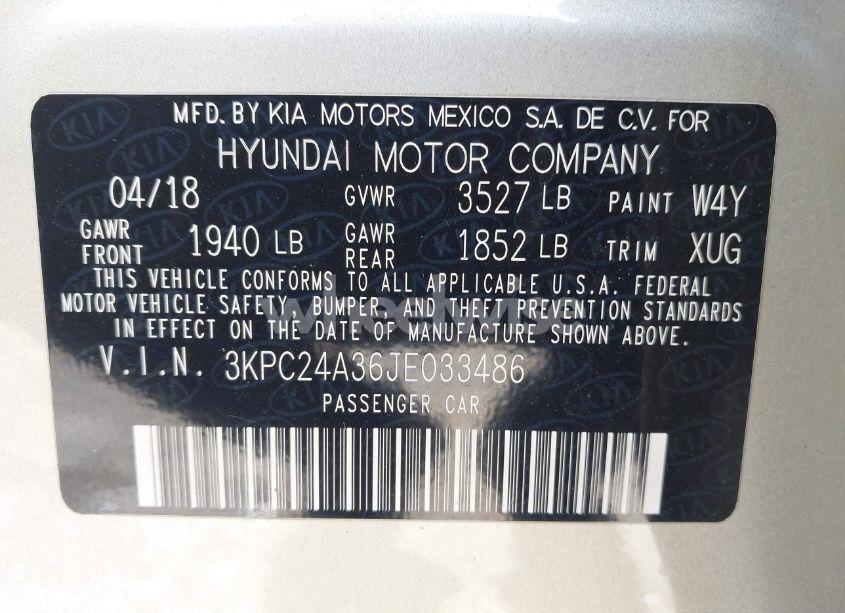 MFD. BY KIA MOTORS MEXICO S.A. DE C.V. FOR
HYUNDAI MOTOR COMPANY
04/18 GVWR 3527 LB PAINT W4Y
GAWR FRONT 1940 LB GAWR REAR 1852 LB TRIM XUG
THIS VEHICLE CONFORMS TO ALL APPLICABLE U.S.A. FEDERAL
MOTOR VEHICLE SAFETY, BUMPER, AND THEFT PREVENTION STANDARDS
IN EFFECT ON THE DATE OF MANUFACTURE SHOWN ABOVE.
V.I.N. 3KPC24A36JE033486
PASSENGER CAR